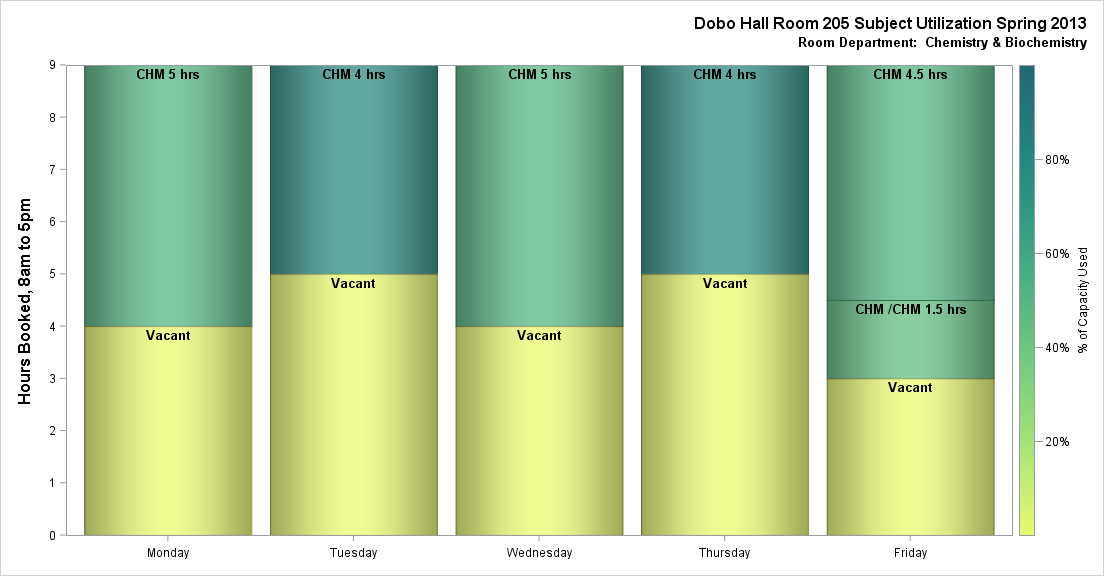 Dobo Hall Room 205 Subject Utilization Spring 2013
Room Department:  Chemistry & Biochemistry
Hours Booked, 8am to 5pm
9
8
7
6
5
4
3
2
1
0
CHM 5 hrs
Vacant
CHM 4 hrs
Vacant
CHM 5 hrs
Vacant
CHM 4 hrs
Vacant
CHM 4.5 hrs
CHM /CHM 1.5 hrs
Vacant
Monday
Tuesday
Wednesday
Thursday
Friday
80%
60%
40%
20%
% of Capacity Used